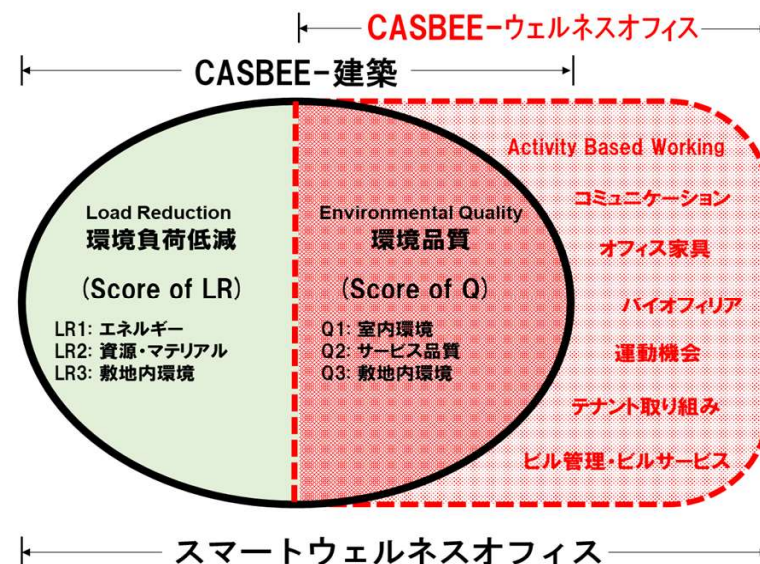 CASBEE-ウェルネスオフィス
CASBEE-建築
Load Reduction
環境負荷低減
(Score of LR)
LR1: エネルギー
LR2: 資源・マテリアル
LR3: 敷地内環境
Environmental Quality
環境品質
(Score of Q)
Q1: 室内環境
Q2: サービス品質
Q3: 敷地内環境
Activity Based Working
コミュニケーション
オフィス家具
バイオフィリア
運動機会
テナント取り組み
ビル管理・ビルサービス
スマートウェルネスオフィス